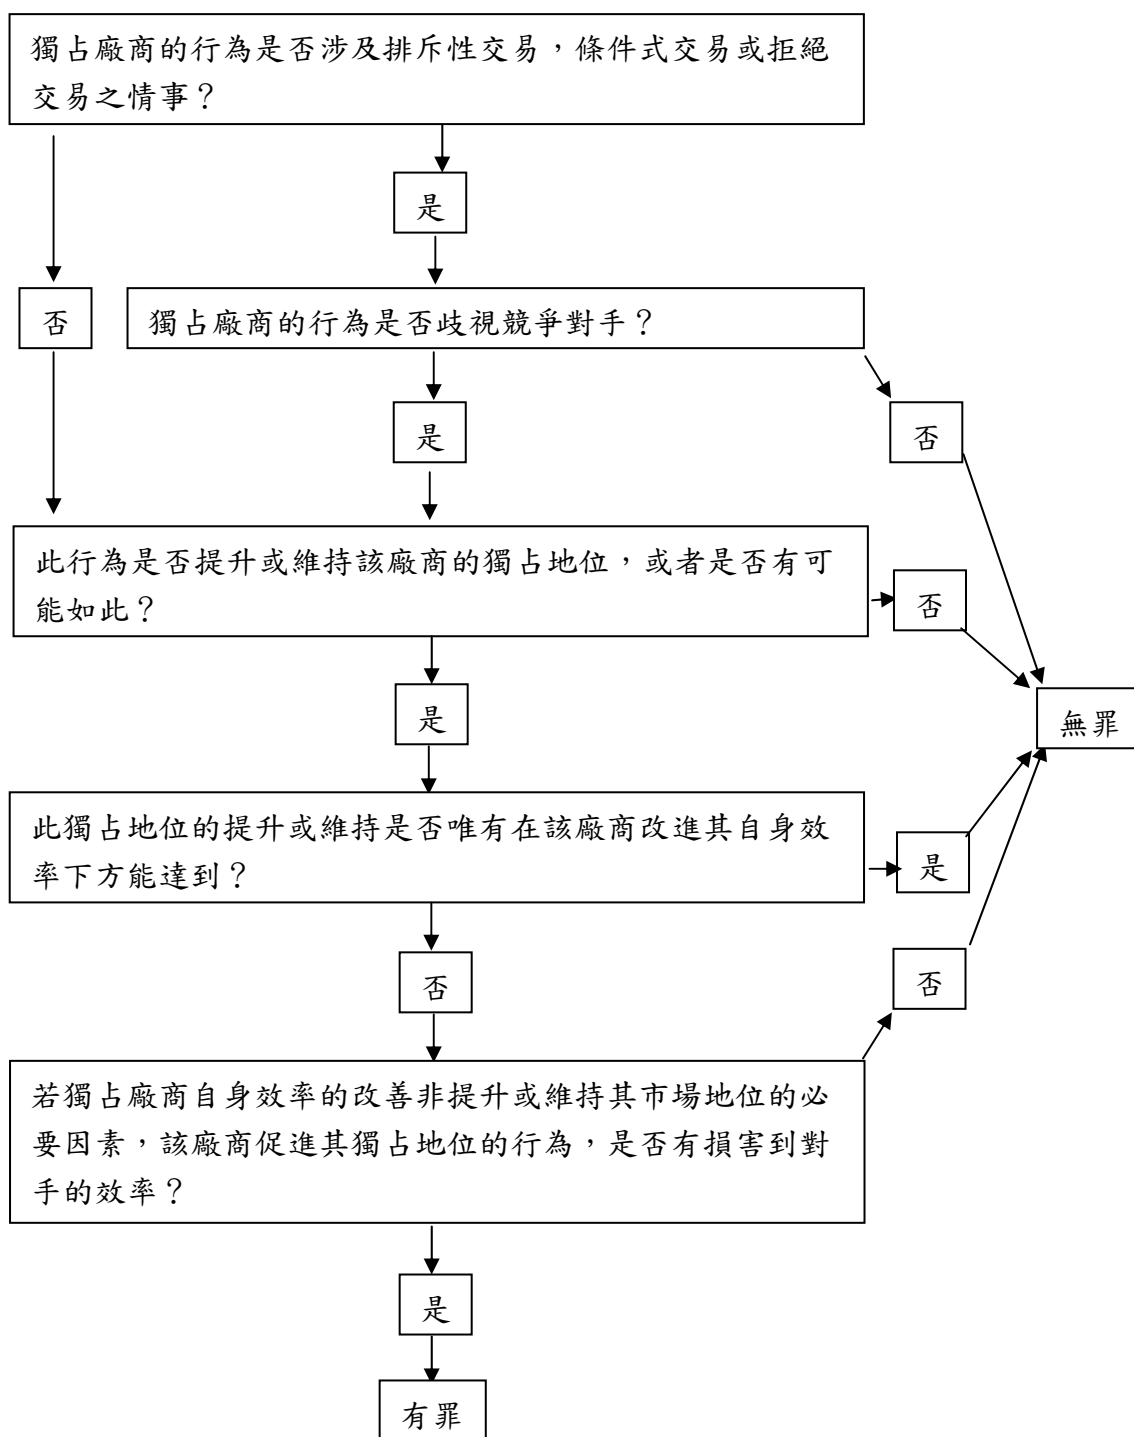 獨占廠商的行為是否涉及排斥性交易，條件式交易或拒絕
交易之情事？
是
否
獨占廠商的行為是否歧視競爭對手？
是
否
此行為是否提升或維持該廠商的獨占地位，或者是否有可
能如此？
否
是
無罪
此獨占地位的提升或維持是否唯有在該廠商改進其自身效
率下方能達到？
是
否
否
若獨占廠商自身效率的改善非提升或維持其市場地位的必
要因素，該廠商促進其獨占地位的行為，是否有損害到對
手的效率？
是
有罪